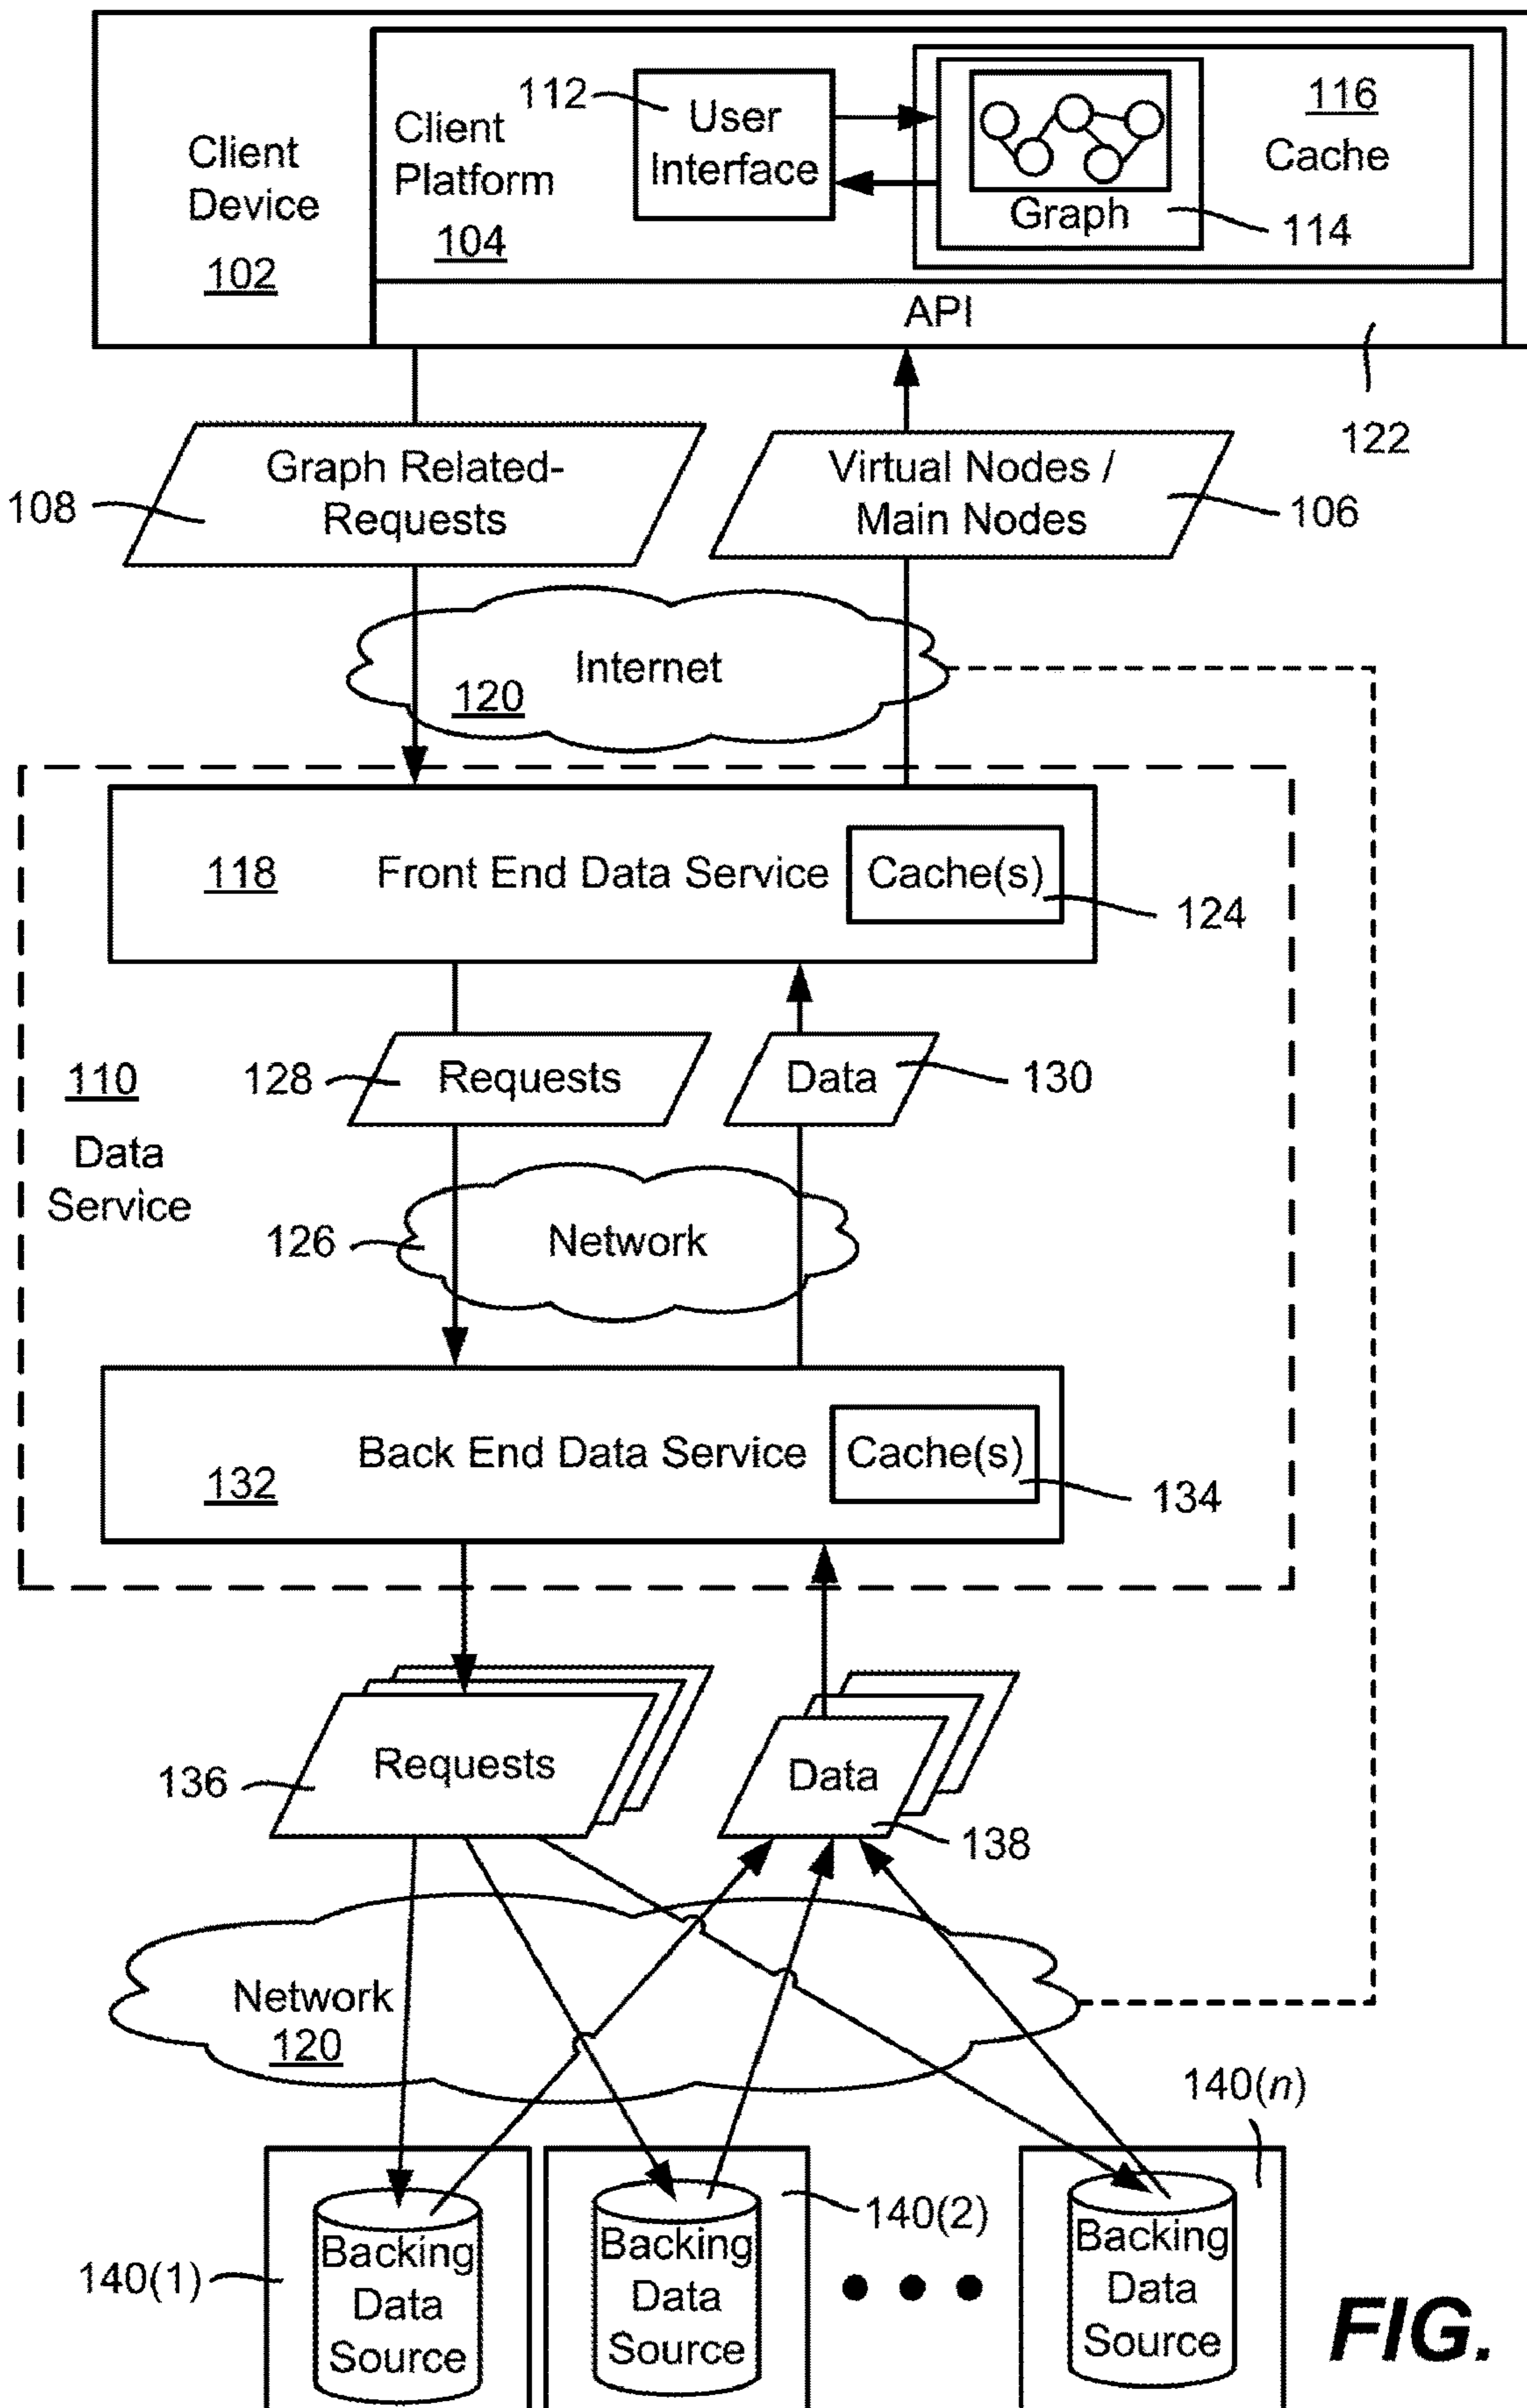 112
User
Interface
116
Cache
Client
Platform
104
Client
Device
102
Graph
114
API
122
Graph Related-
Requests
108
Virtual Nodes /
Main Nodes
106
Internet
120
118
Front End Data Service
Cache(s)
124
128
Requests
Data
130
110
Data
Service
126
Network
Back End Data Service
132
Cache(s)
134
136
Requests
Data
138
Network
120
140(n)
140(1)
Backing
Data
Source
140(2)
Backing
Data
Source
Backing
Data
Source
FIG.